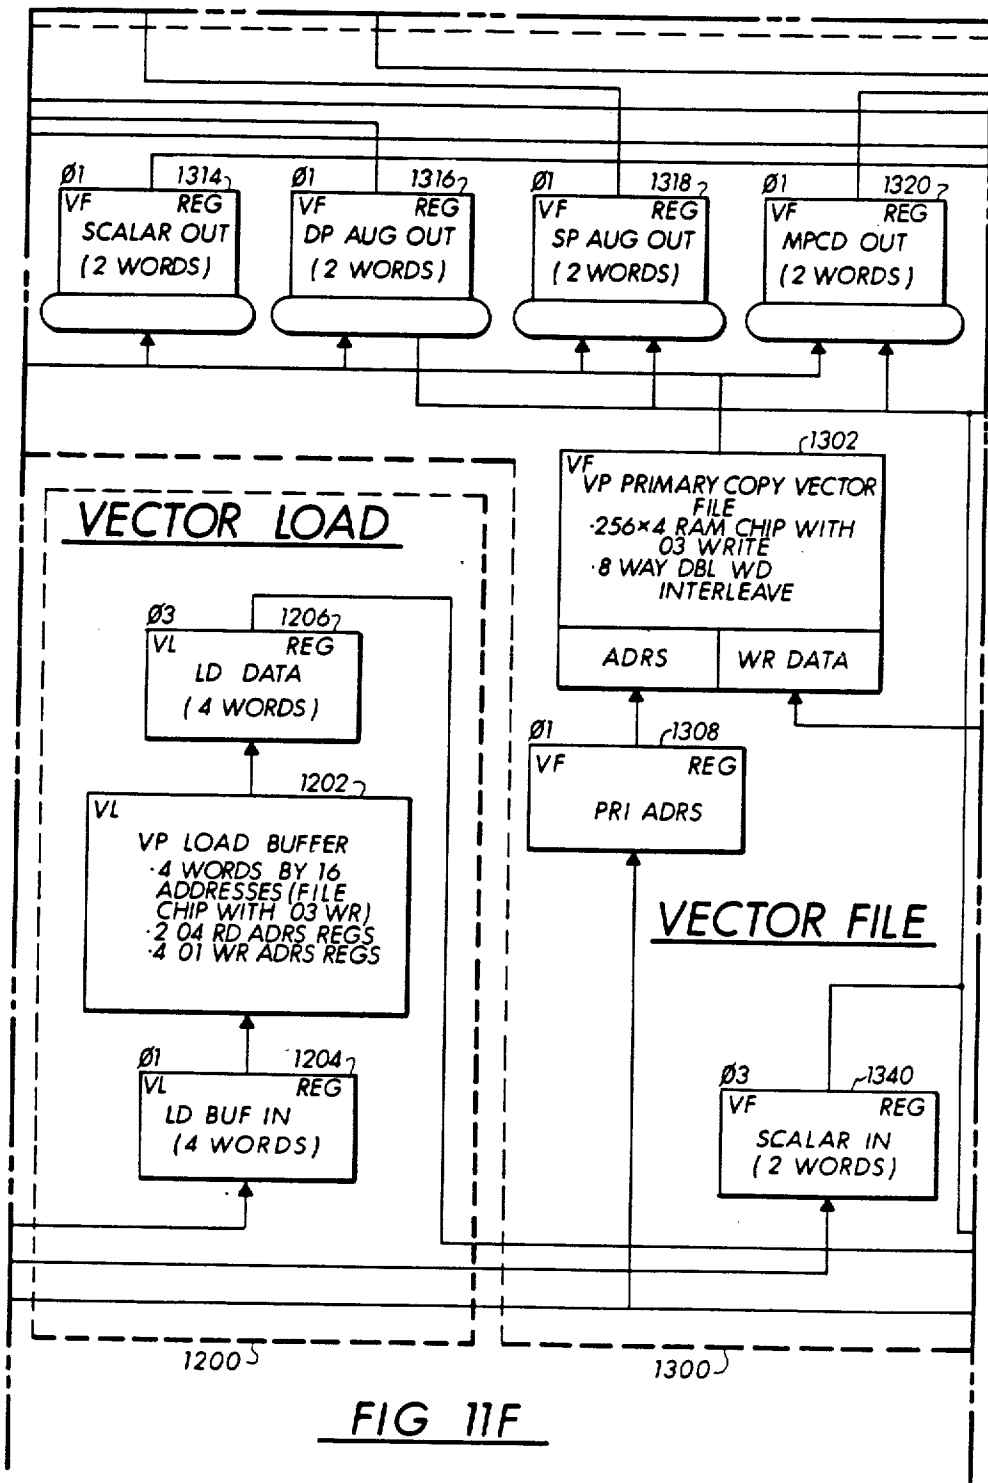 Ø1 1314
VF REG
SCALAR OUT
(2 WORDS)
Ø1 1316
VF REG
DP AUG OUT
(2 WORDS)
Ø1 1318
VF REG
SP AUG OUT
(2 WORDS)
Ø1 1320
VF REG
MPCD OUT
(2 WORDS)
1302
VF
VP PRIMARY COPY VECTOR
FILE
·256×4 RAM CHIP WITH
03 WRITE
·8 WAY DBL WD
INTERLEAVE
ADRS WR DATA
VECTOR LOAD
Ø3 1206
VL REG
LD DATA
(4 WORDS)
1202
VL
VP LOAD BUFFER
·4 WORDS BY 16
ADDRESSES (FILE
CHIP WITH 03 WR)
·2 04 RD ADRS REGS
·4 01 WR ADRS REGS
Ø1 1204
VL REG
LD BUF IN
(4 WORDS)
Ø1 1308
VF REG
PRI ADRS
VECTOR FILE
Ø3 1340
VF REG
SCALAR IN
(2 WORDS)
1200
1300
FIG 11F